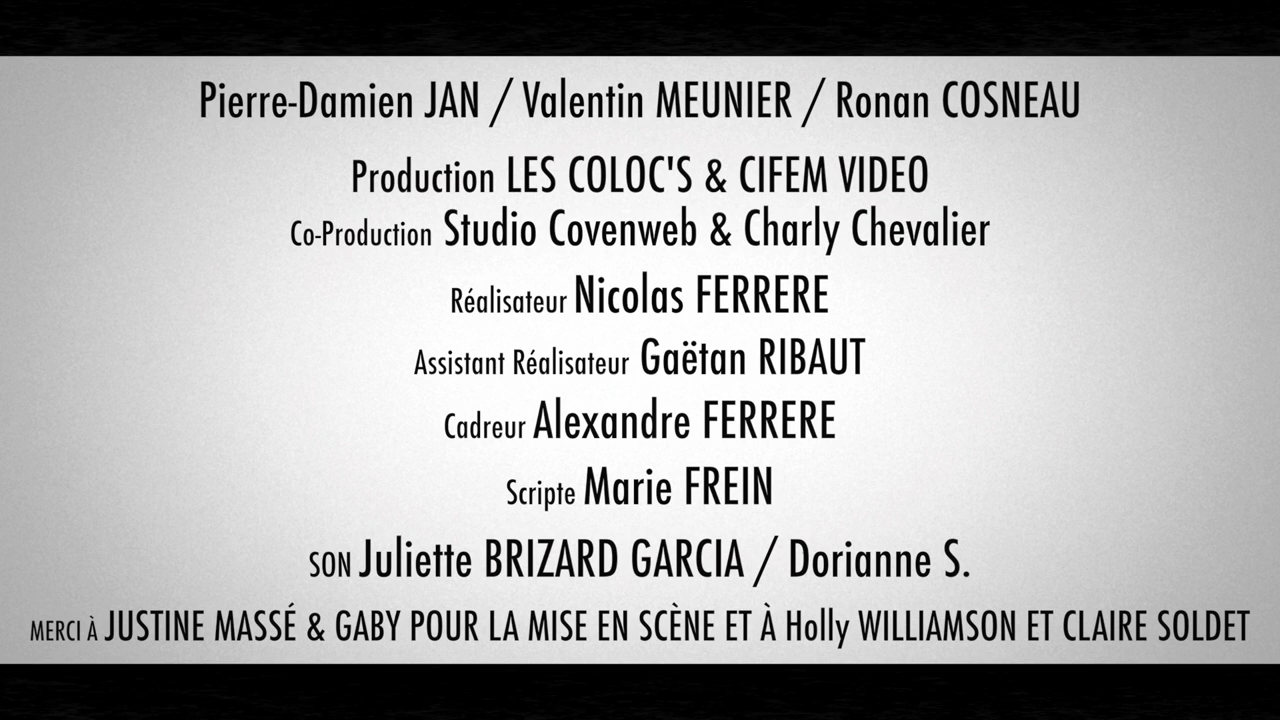 Pierre-Damien JAN / Valentin MEUNIER / Ronan COSNEAU
Production LES COLOC'S & CIFEM VIDEO
Co-Production Studio Covenweb & Charly Chevalier
Réalisateur Nicolas FERRERE
Assistant Réalisateur Gaëtan RIBAUT
Cadreur Alexandre FERRERE
Scripte Marie FREIN
SON Juliette BRIZARD GARCIA / Dorianne S.
MERCI À JUSTINE MASSÉ & GABY POUR LA MISE EN SCÈNE ET À Holly WILLIAMSON ET CLAIRE SOLDET